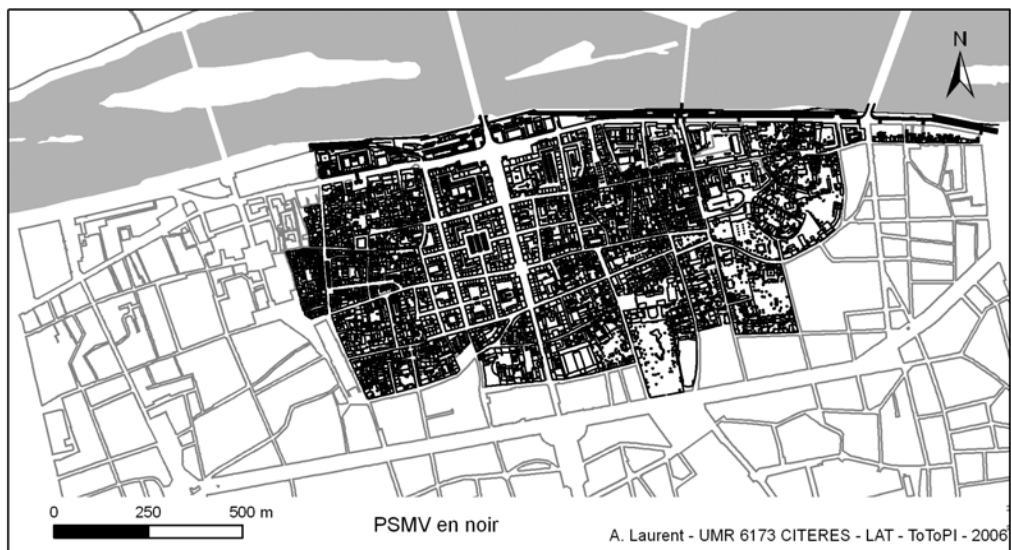 N
0 250 500 m
PSMV en noir
A. Laurent - UMR 6173 CITERES - LAT - ToToPI - 2006